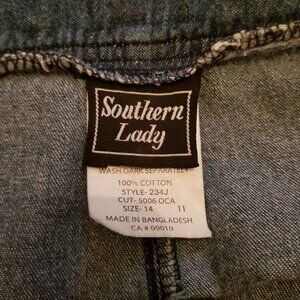 Southern
Lady
WASH DARK SEPARATELY
100% COTTON
STYLE- 234J
CUT- 5006 OCA
SIZE- 14 11
MADE IN BANGLADESH
CA # 09010